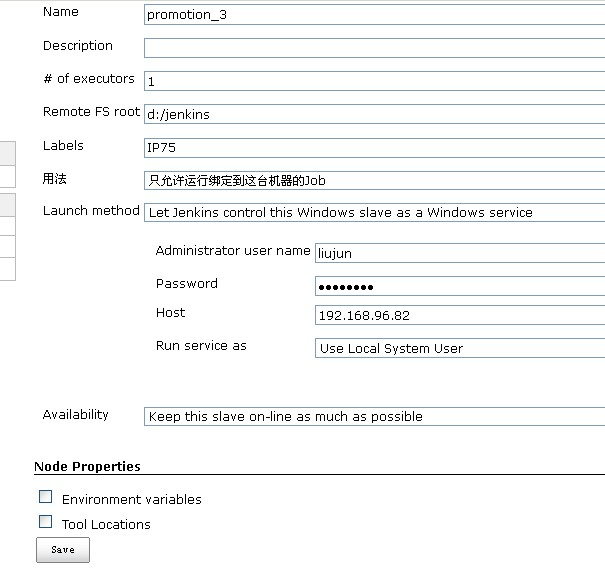 Name promotion_3
Description
# of executors 1
Remote FS root d:/jenkins
Labels IP75
用法 只允许运行绑定到这台机器的Job
Launch method Let Jenkins control this Windows slave as a Windows service
Administrator user name liujun
Password ●●●●●●●●
Host 192.168.96.82
Run service as Use Local System User
Availability Keep this slave on-line as much as possible
Node Properties
Environment variables
Tool Locations
Save